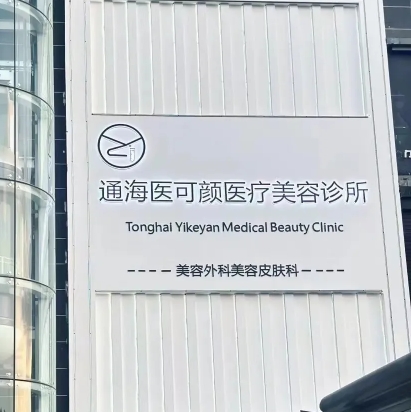 通海医可颜医疗美容诊所
Tonghai Yikeyan Medical Beauty Clinic
---- 美容外科美容皮肤科 ----